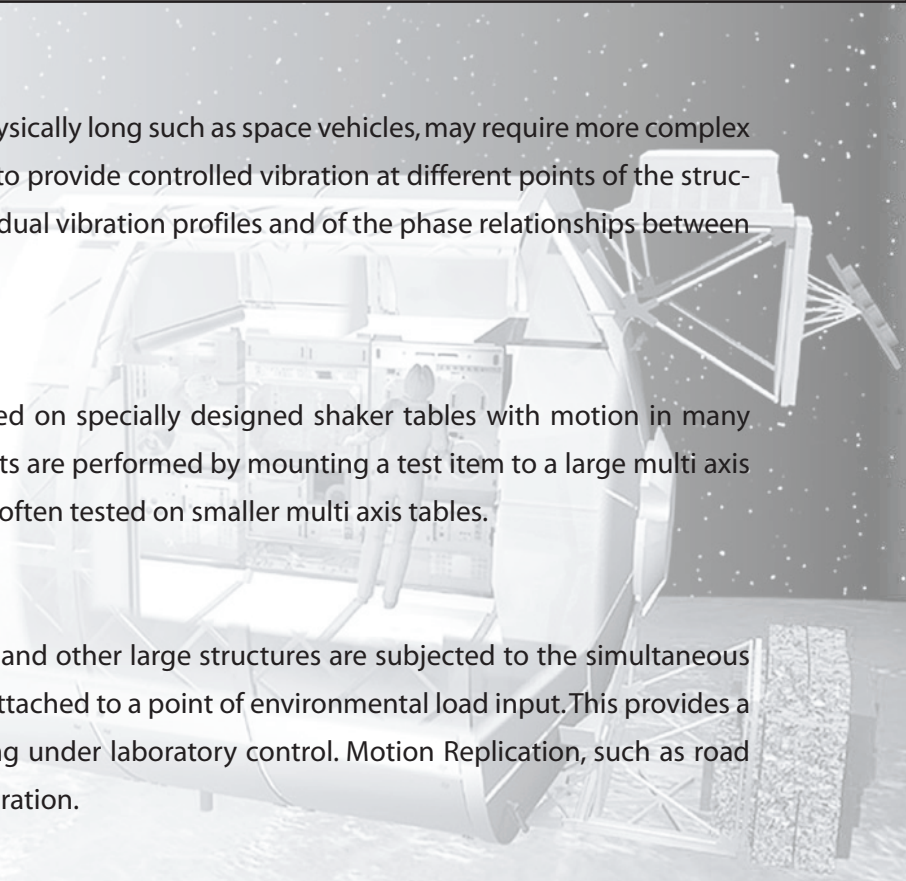 ysically long such as space vehicles, may require more complex
to provide controlled vibration at different points of the struc-
dual vibration profiles and of the phase relationships between
ed on specially designed shaker tables with motion in many
ts are performed by mounting a test item to a large multi axis
often tested on smaller multi axis tables.
and other large structures are subjected to the simultaneous
ttached to a point of environmental load input. This provides a
ng under laboratory control. Motion Replication, such as road
ration.